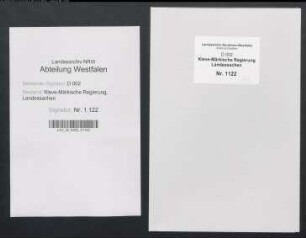 Landesarchiv NRW
Abteilung Westfalen
D 002
Kleve-Märkische Regierung,
Landessachen
Signatur: Nr. 1.122
Landesarchiv Nordrhein-Westfalen
D 002
Kleve-Märkische Regierung
Landessachen
Nr. 1122